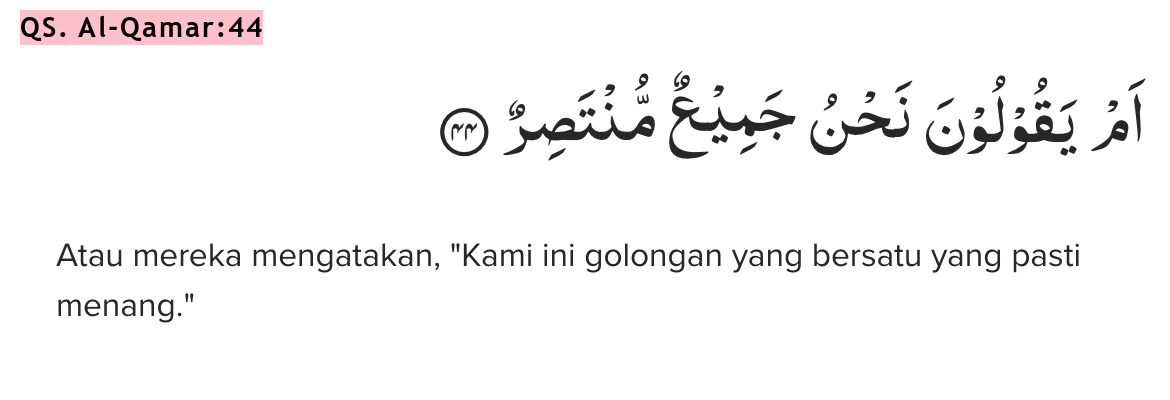 QS. Al-Qamar:44
اَمْ يَقُوْلُوْنَ نَحْنُ جَمِيْعٌ مُّنْتَصِرٌ ٤٤
Atau mereka mengatakan, "Kami ini golongan yang bersatu yang pasti
menang."